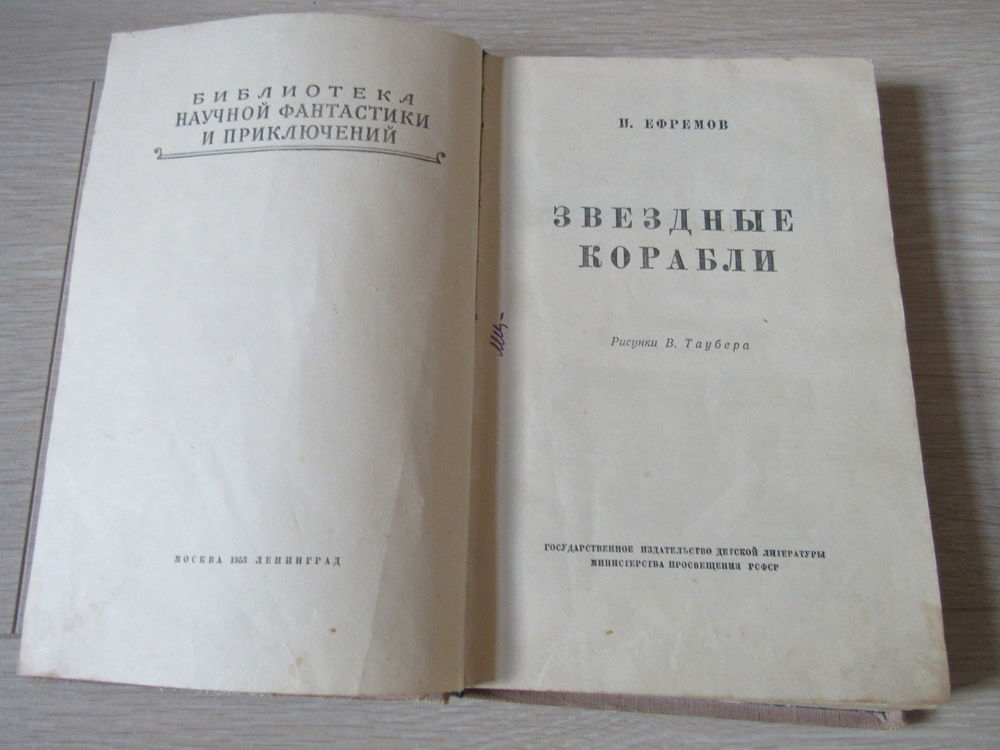 БИБЛИОТЕКА
НАУЧНОЙ ФАНТАСТИКИ
И ПРИКЛЮЧЕНИЙ
МОСКВА 1953 ЛЕНИНГРАД
И. ЕФРЕМОВ
ЗВЕЗДНЫЕ
КОРАБЛИ
Рисунки В. Таубера
ГОСУДАРСТВЕННОЕ ИЗДАТЕЛЬСТВО ДЕТСКОЙ ЛИТЕРАТУРЫ
МИНИСТЕРСТВА ПРОСВЕЩЕНИЯ РСФСР